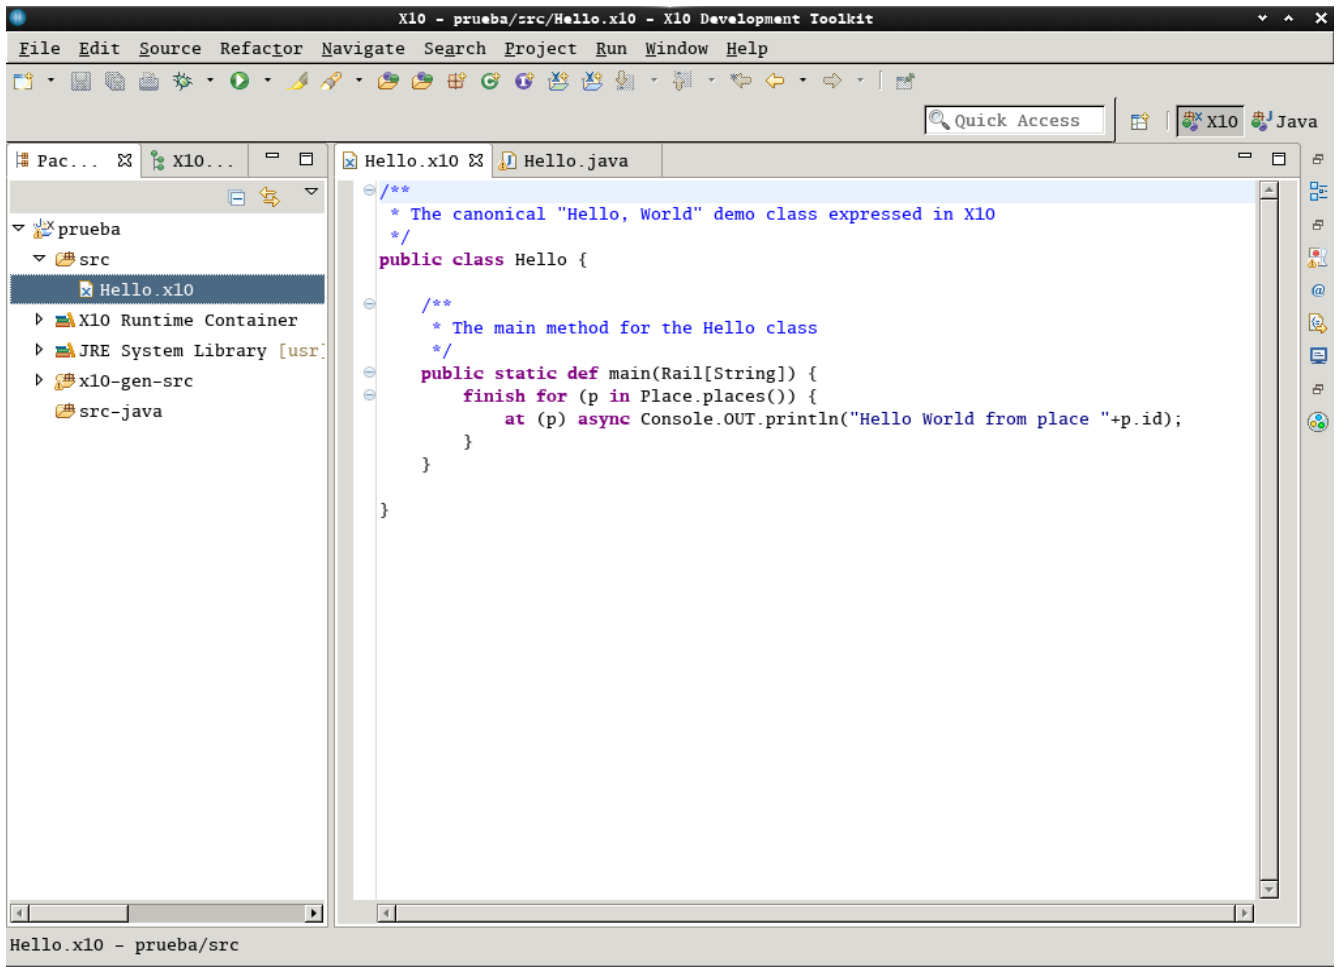 X10 - prueba/src/Hello.x10 - X10 Development Toolkit
File Edit Source Refactor Navigate Search Project Run Window Help
Quick Access X10 Java
Pac... X10... Hello.x10 Hello.java
prueba
src
Hello.x10
X10 Runtime Container
JRE System Library [usr]
x10-gen-src
src-java
/**
* The canonical "Hello, World" demo class expressed in X10
*/
public class Hello {
/**
* The main method for the Hello class
*/
public static def main(Rail[String]) {
finish for (p in Place.places()) {
at (p) async Console.OUT.println("Hello World from place "+p.id);
}
}
}
Hello.x10 - prueba/src